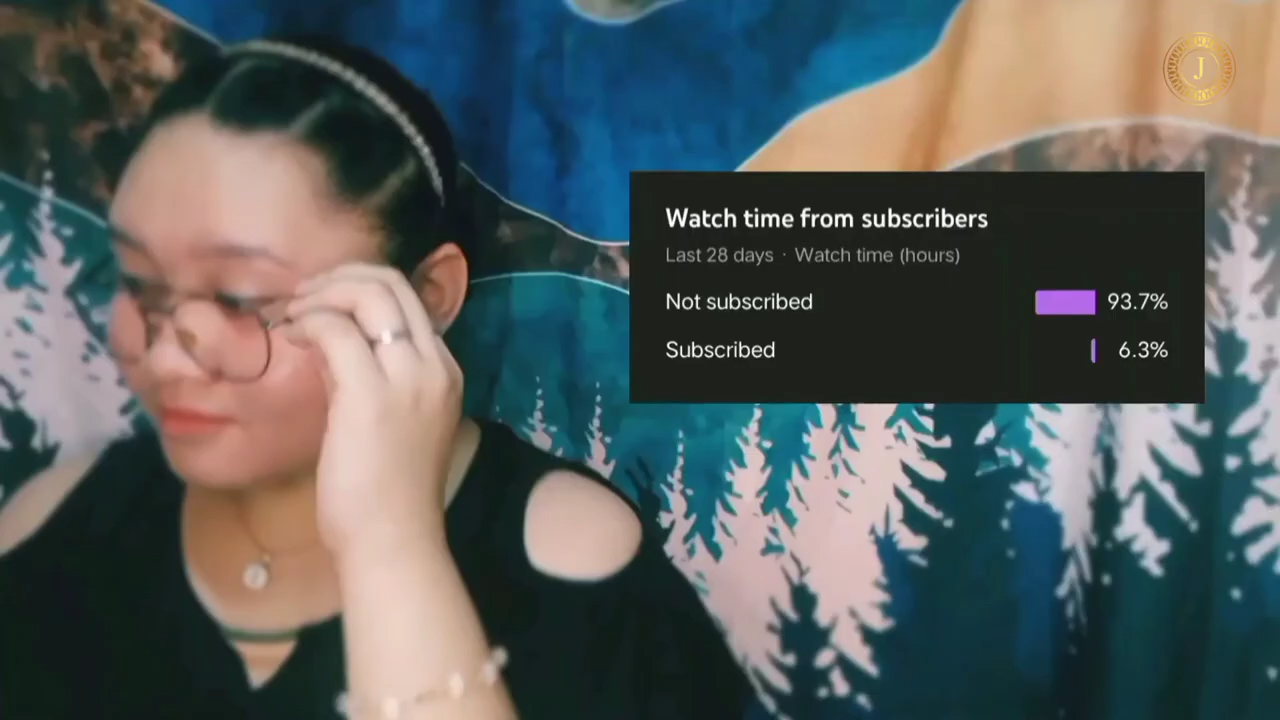 J
Watch time from subscribers
Last 28 days · Watch time (hours)
Not subscribed 93.7%
Subscribed 6.3%